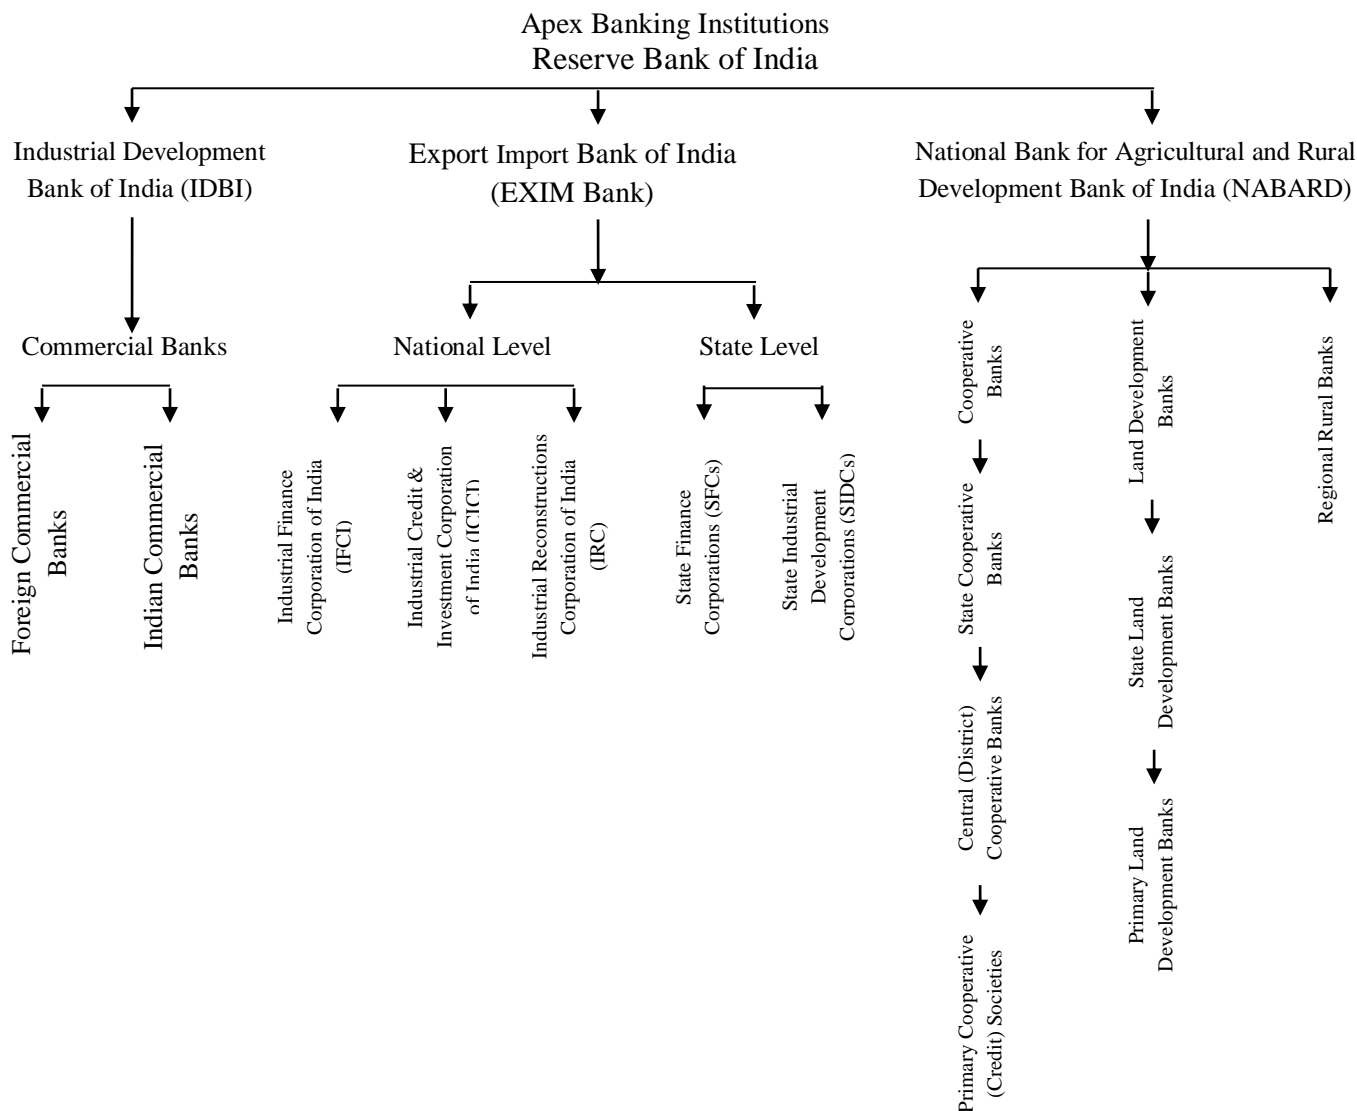 Apex Banking Institutions
Reserve Bank of India
Industrial Development
Bank of India (IDBI)
Export Import Bank of India
(EXIM Bank)
National Bank for Agricultural and Rural
Development Bank of India (NABARD)
Commercial Banks
National Level
State Level
Foreign Commercial
Banks
Indian Commercial
Banks
Industrial Finance
Corporation of India
(IFCI)
Industrial Credit &
Investment Corporation
of India (ICICI)
Industrial Reconstructions
Corporation of India
(IRC)
State Finance
Corporations (SFCs)
State Industrial
Development
Corporations (SIDCs)
Cooperative
Banks
State Cooperative
Banks
Central (District)
Cooperative Banks
Primary Cooperative
(Credit) Societies
Land Development
Banks
State Land
Development Banks
Primary Land
Development Banks
Regional Rural Banks